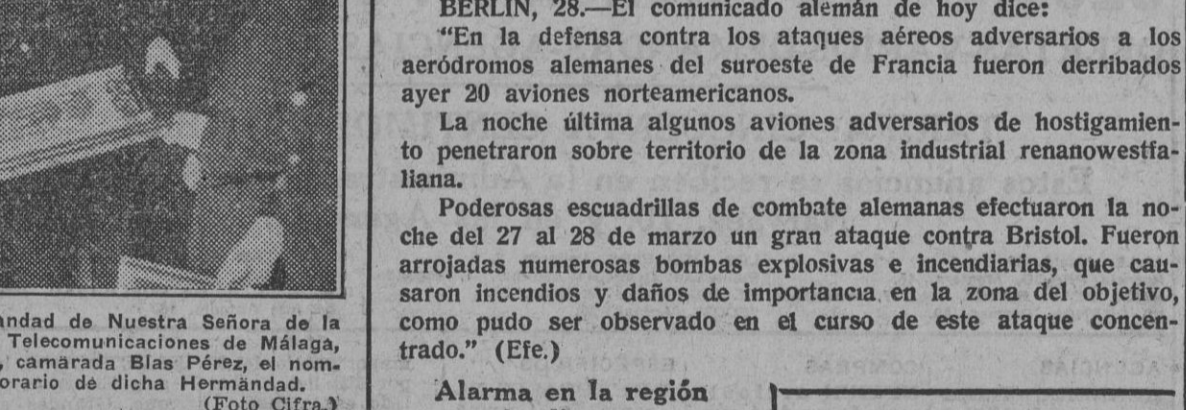 BERLIN, 28.—El comunicado alemán de hoy dice:
"En la defensa contra los ataques aéreos adversarios a los
aeródromos alemanes del suroeste de Francia fueron derribados
ayer 20 aviones norteamericanos.
La noche última algunos aviones adversarios de hostigamien-
to penetraron sobre territorio de la zona industrial renanowestfa-
liana.
Poderosas escuadrillas de combate alemanas efectuaron la no-
che del 27 al 28 de marzo un gran ataque contra Bristol. Fueron
arrojadas numerosas bombas explosivas e incendiarias, que cau-
saron incendios y daños de importancia en la zona del objetivo,
como pudo ser observado en el curso de este ataque concen-
trado." (Efe.)
Alarma en la región
andad de Nuestra Señora de la
Telecomunicaciones de Málaga,
, camarada Blas Pérez, el nom-
orario de dicha Hermandad.
(Foto Cifra.)